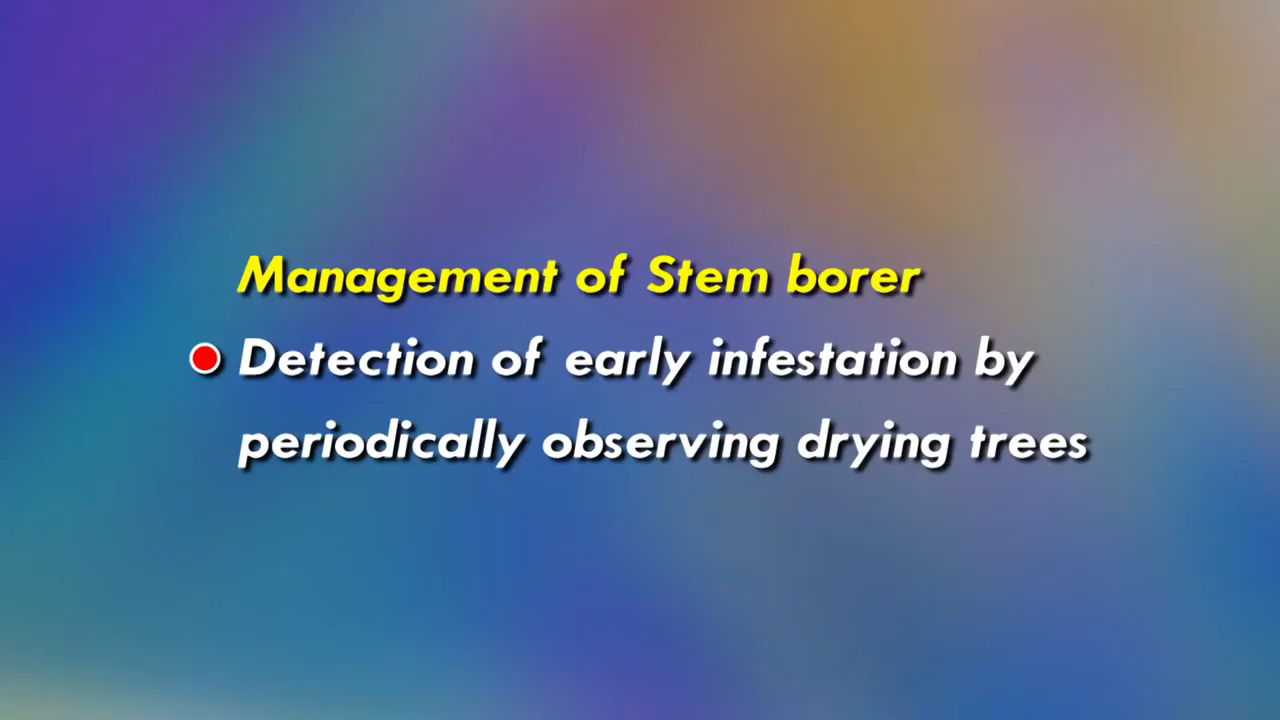 Management of Stem borer
Detection of early infestation by
periodically observing drying trees